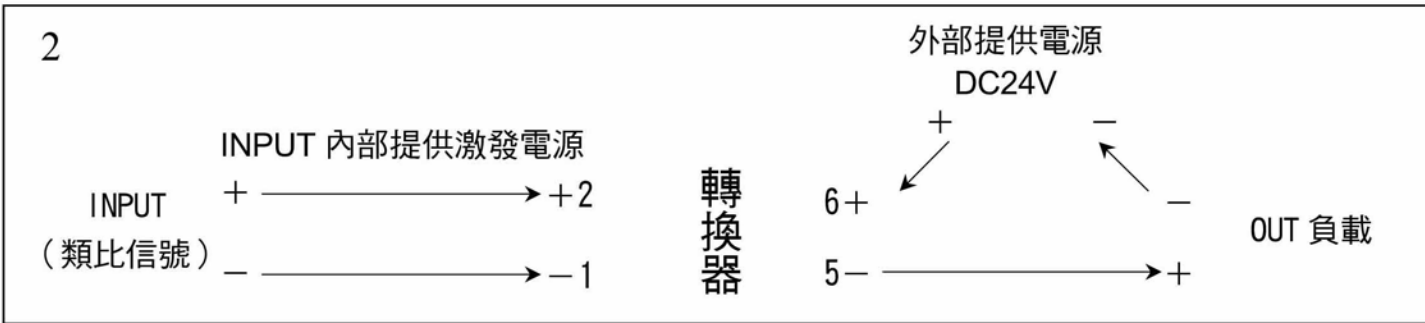 2
外部提供電源
DC24V
+ −
INPUT 內部提供激發電源
+ +2
INPUT
(類比信號)
− −1
轉換器
6+ −
5− +
OUT 負載